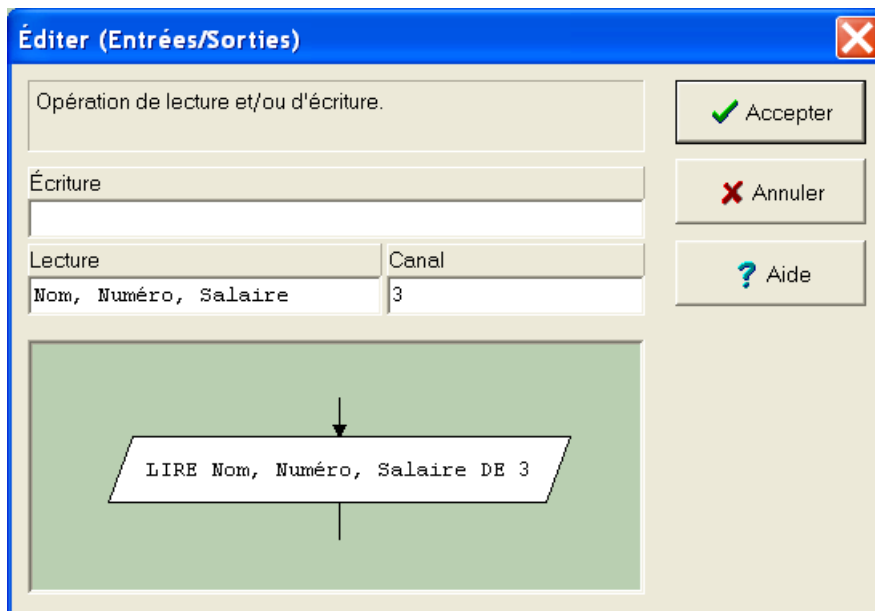 Éditer (Entrées/Sorties)
Opération de lecture et/ou d'écriture.
Accepter
Écriture
Annuler
Lecture
Canal
Aide
Nom, Numéro, Salaire
3
LIRE Nom, Numéro, Salaire DE 3